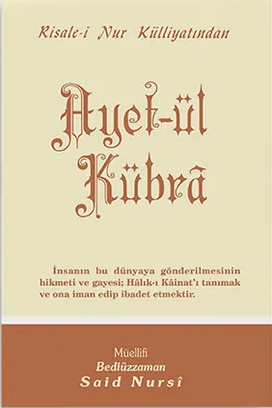 Risale-i Nur Külliyatından
Ayet-ül
Kübrâ
İnsanın bu dünyaya gönderilmesinin
hikmeti ve gayesi; Hâlık-ı Kâinat'ı tanımak
ve ona iman edip ibadet etmektir.
Müellifi
Bediüzzaman
Said Nursî